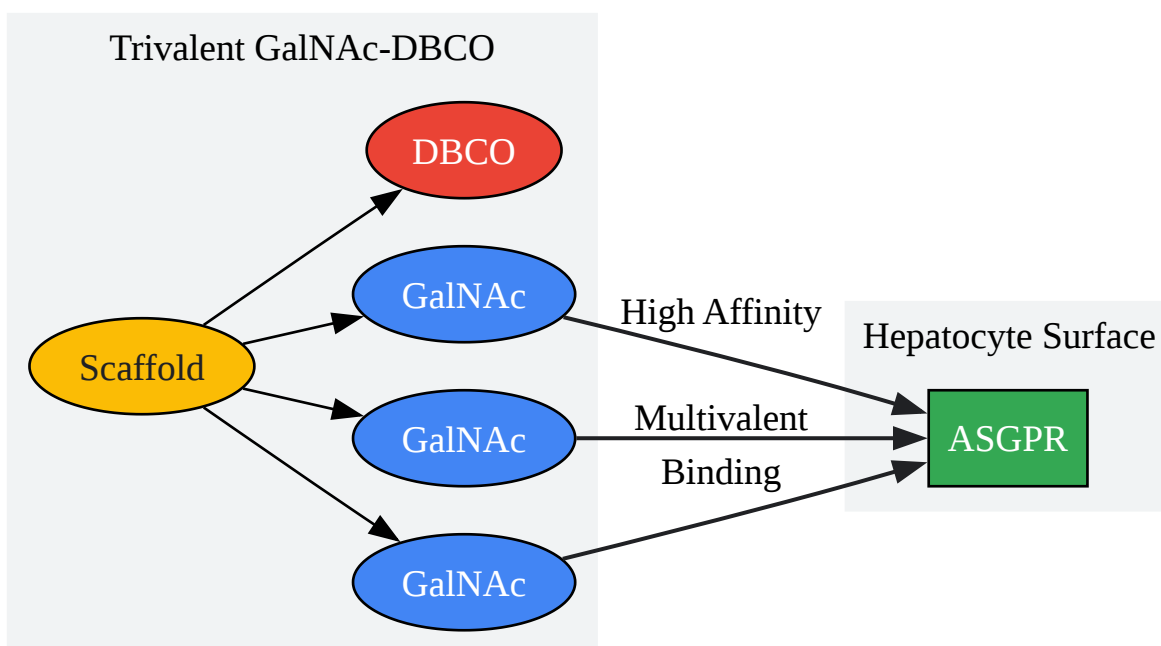 Trivalent GalNAc-DBCO
DBCO
GalNAc
High Affinity
Hepatocyte Surface
Scaffold
GalNAc
Multivalent
ASGPR
Binding
GalNAc